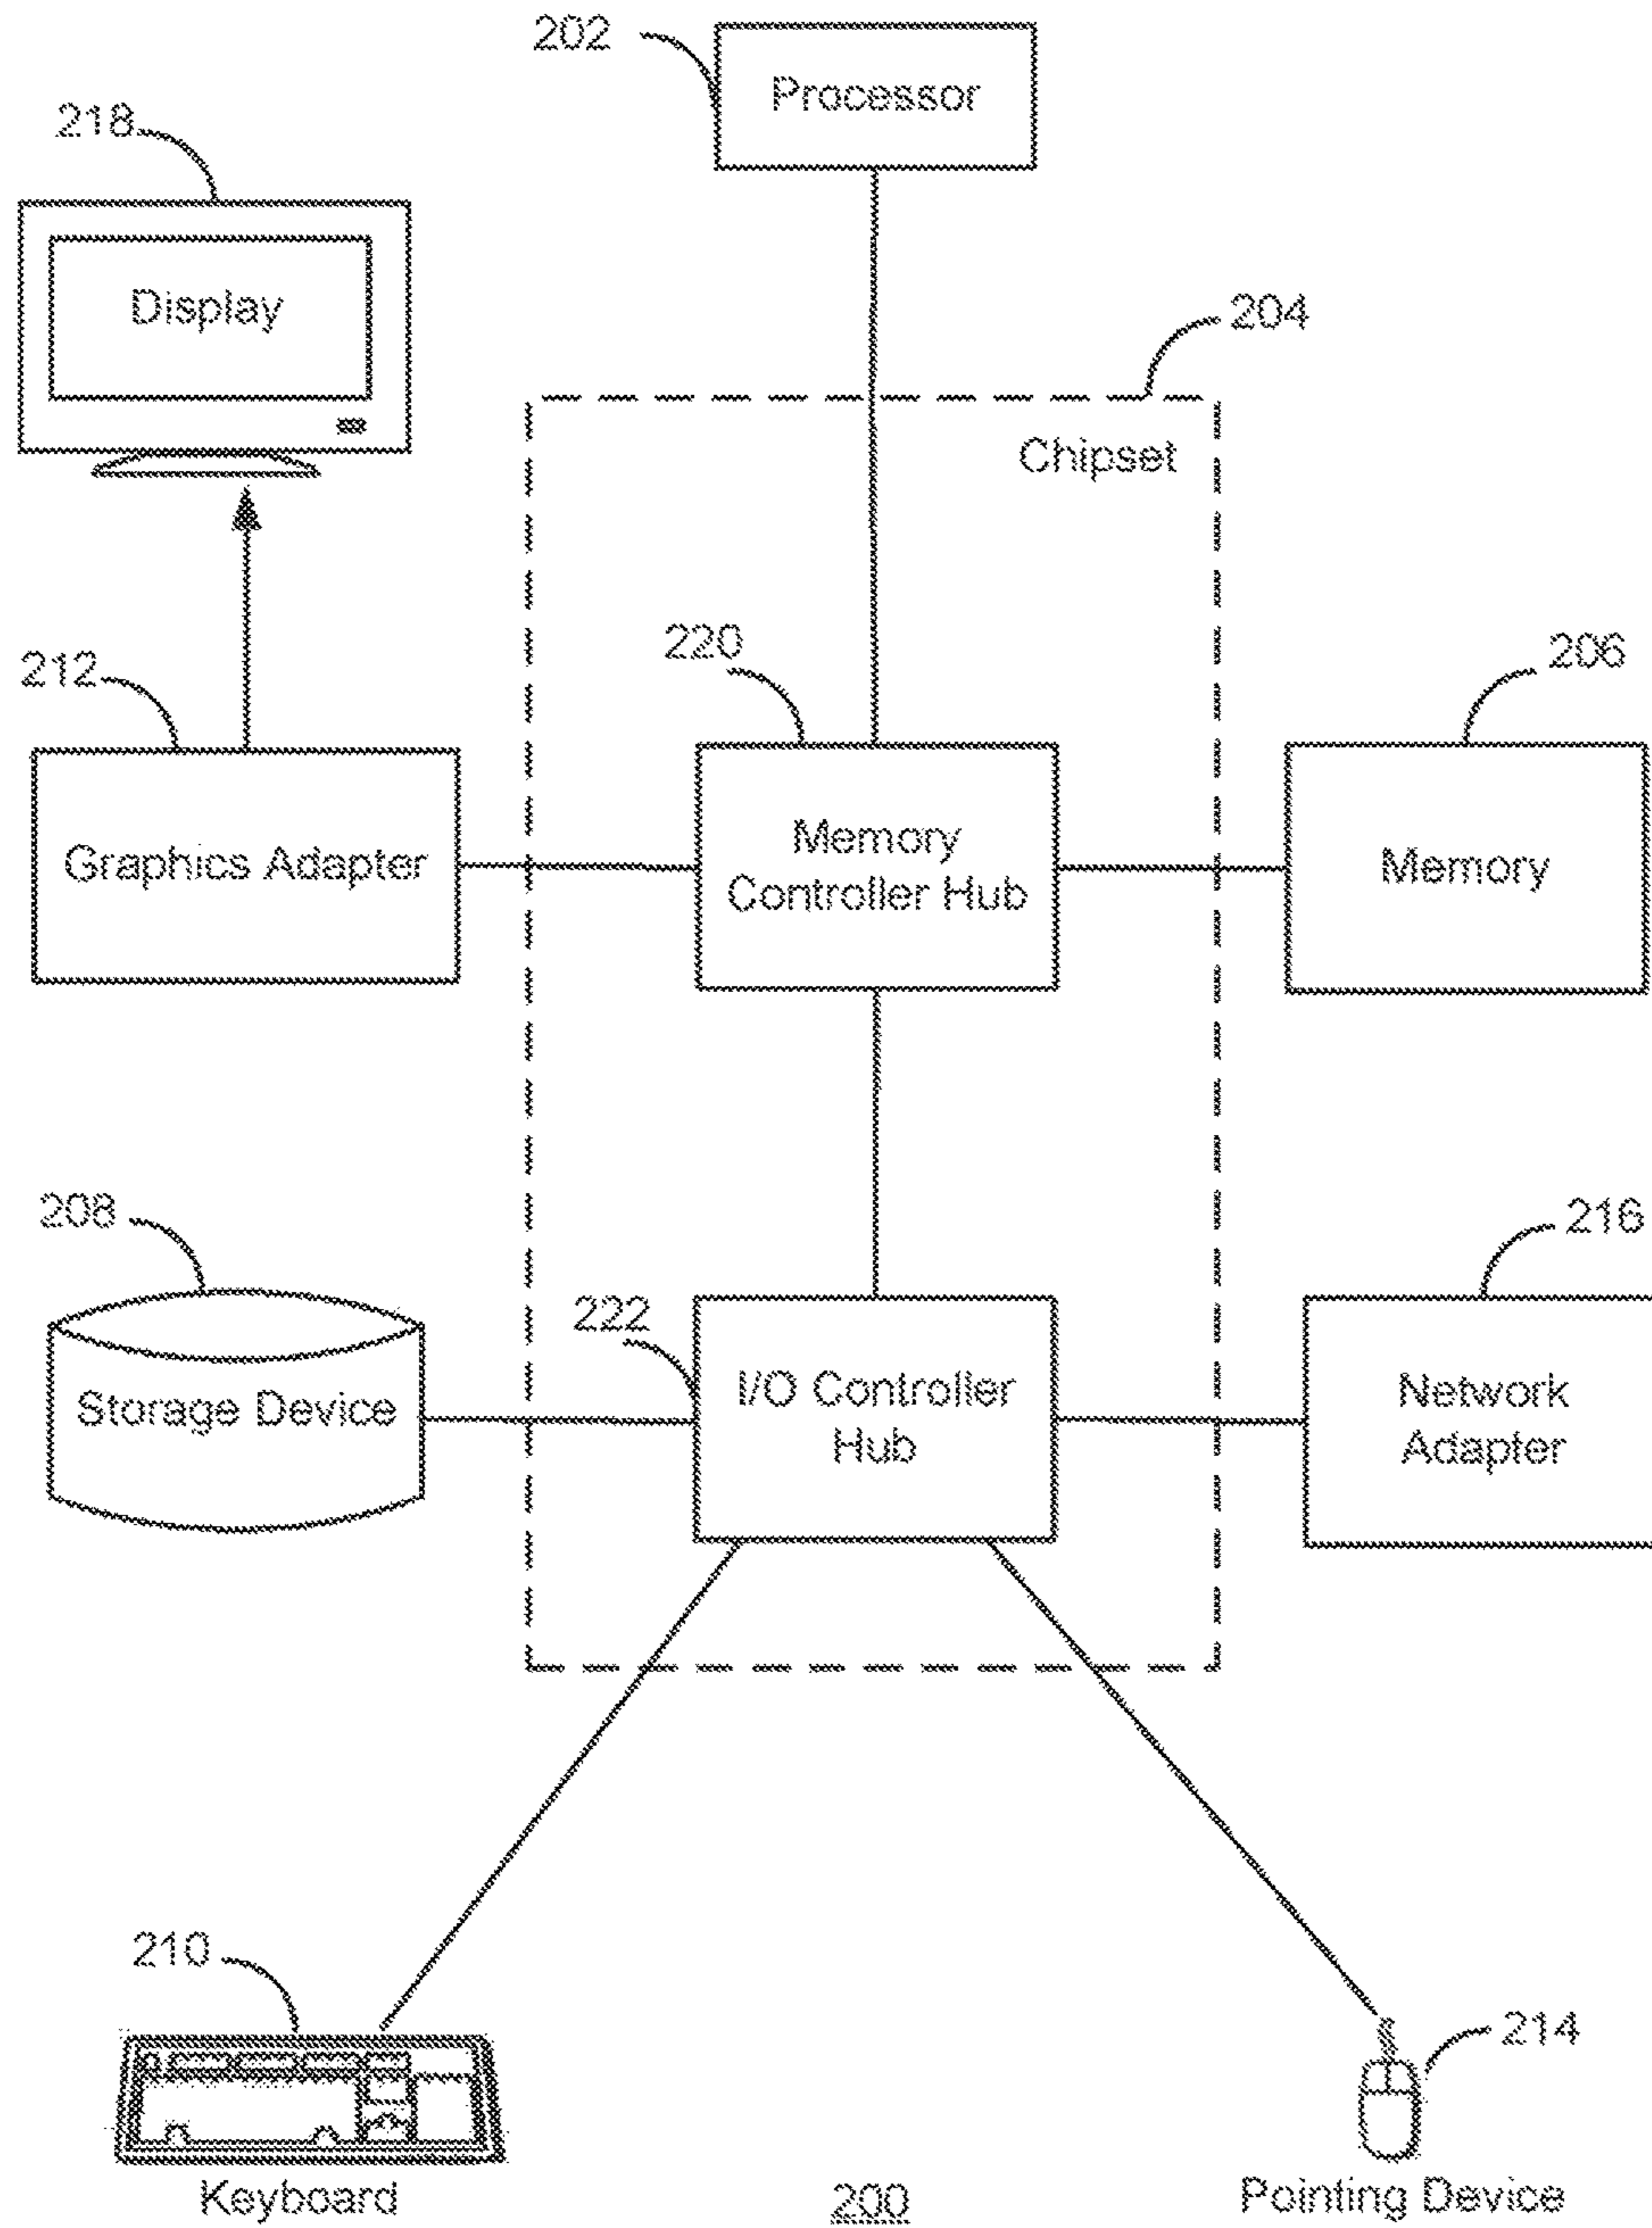 202
Processor
218
Display
204
Chipset
212
220
206
Graphics Adapter
Memory
Controller Hub
Memory
208
222
216
Storage Device
I/O Controller
Hub
Network
Adapter
210
214
Keyboard
200
Pointing Device